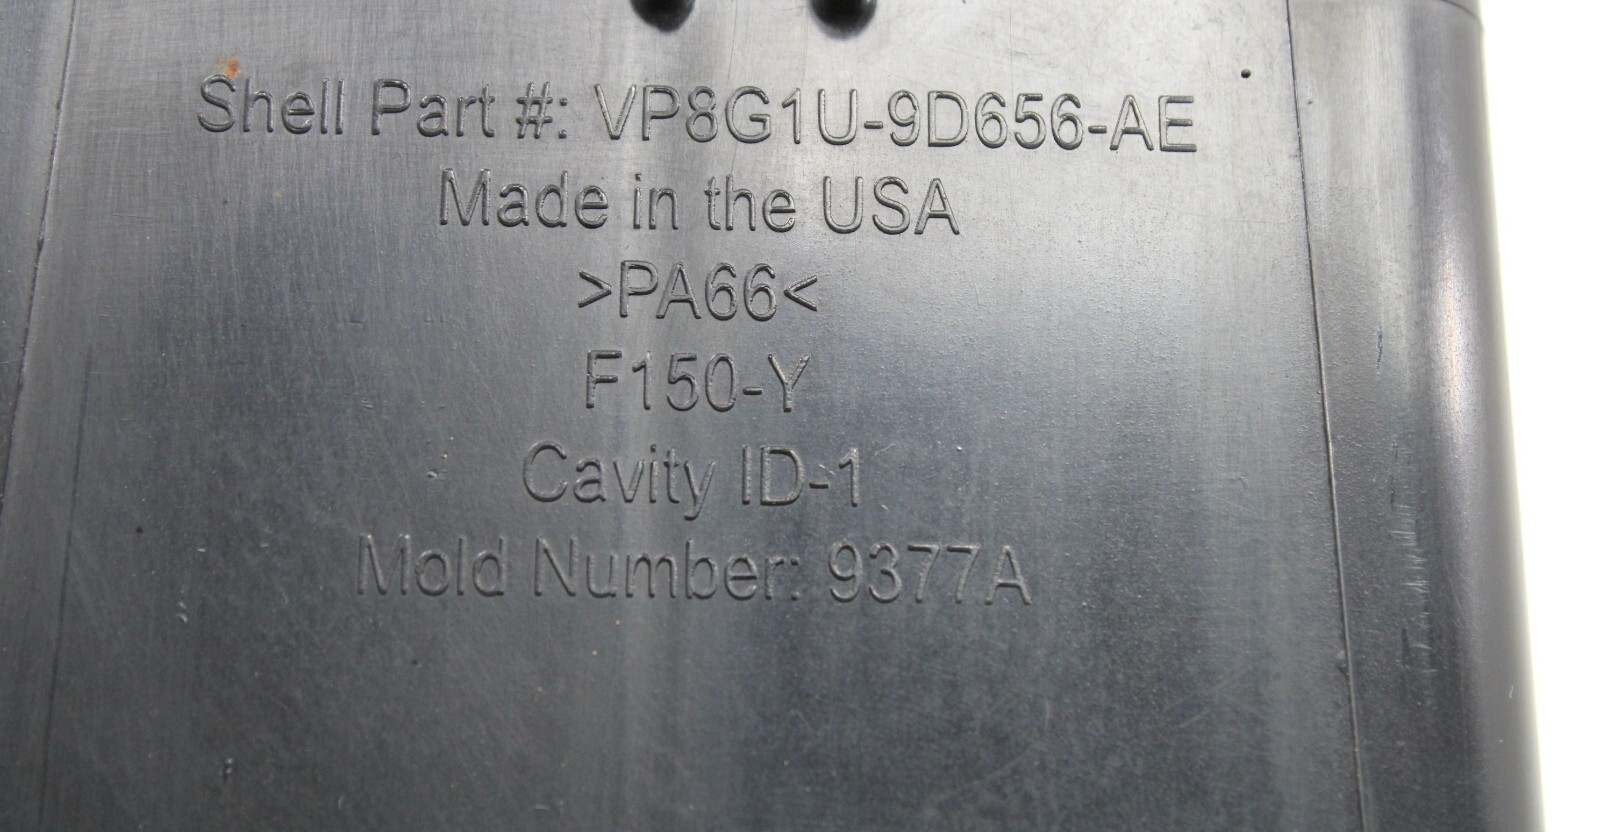 Shell Part #: VP8G1U-9D656-AE
Made in the USA
>PA66<
F150-Y
Cavity ID-1
Mold Number: 9377A